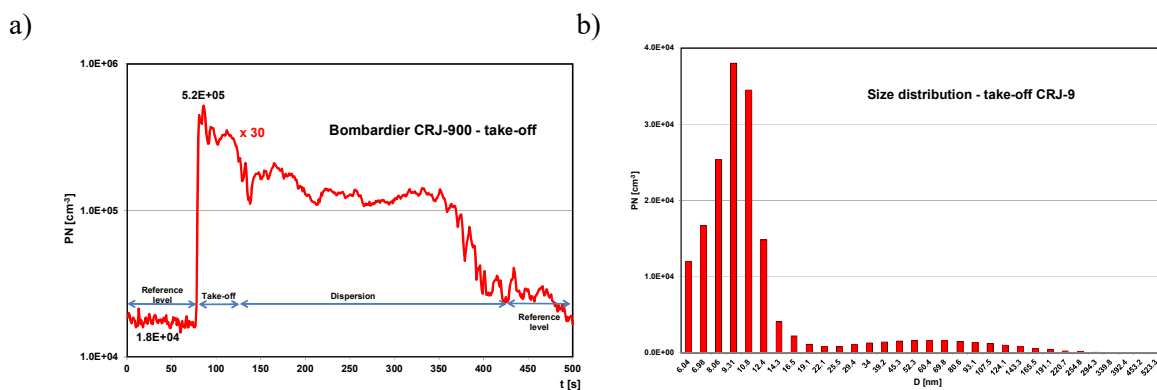 a)
1.0E+06
5.2E+05
x 30
Bombardier CRJ-900 - take-off
PN [cm-3]
1.0E+05
Reference level
Take-off
Dispersion
Reference level
1.8E+04
1.0E+04
0 50 100 150 200 250 300 350 400 450 500
t [s]
b)
4.0E+04
Size distribution - take-off CRJ-9
3.0E+04
PN [cm-3]
2.0E+04
1.0E+04
0.0E+00
6.04 6.98 8.06 9.31 10.8 12.4 14.3 16.5 19.1 22.1 25.5 29.4 34 39.2 45.3 52.3 60.4 69.8 80.6 93.1 107.5 124.1 143.3 165.5 191.1 220.7 254.8 294.3 339.8 392.4 453.2 523.3
D [nm]